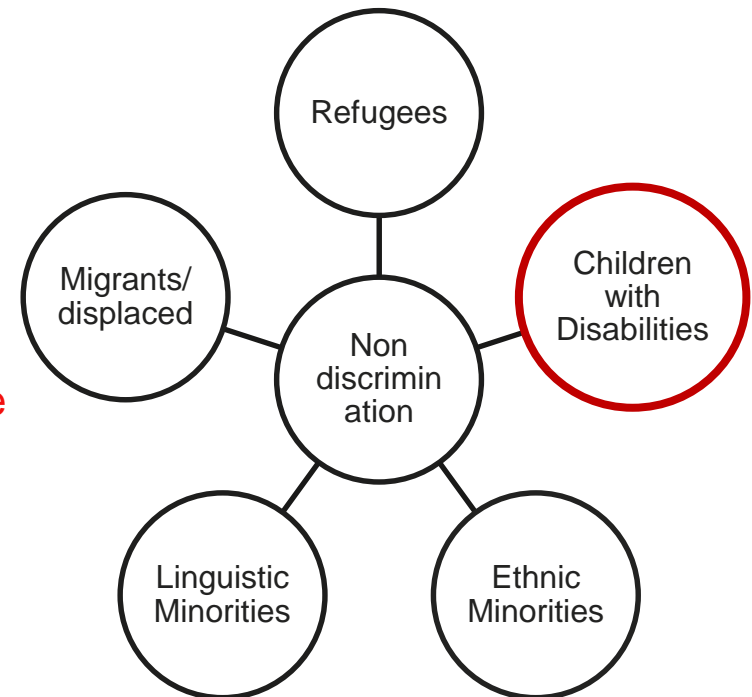 Refugees
Children
with
Disabilities
Migrants/
displaced
Non
discrimin
ation
e
Linguistic
Minorities
Ethnic
Minorities